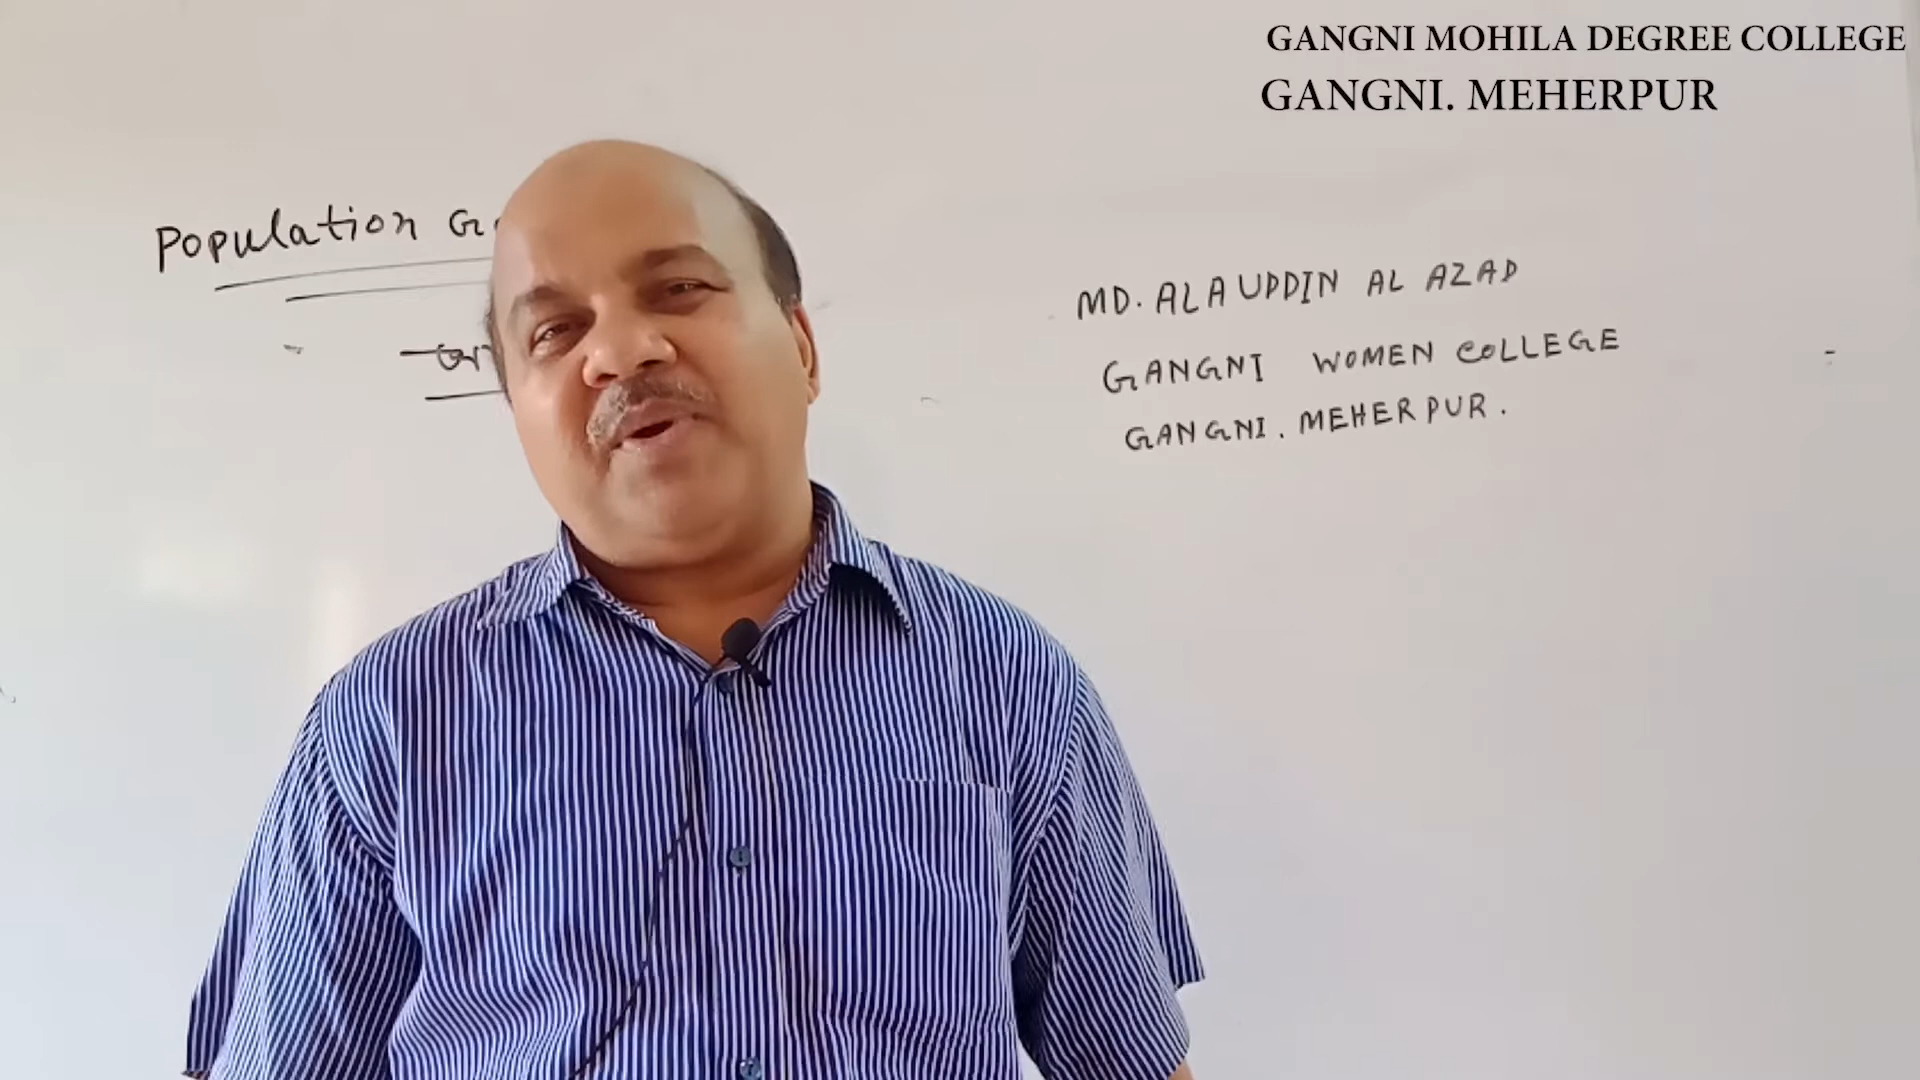 GANGNI MOHILA DEGREE COLLEGE
GANGNI. MEHERPUR
Population
MD. ALAUDDIN AL AZAD
GANGNI WOMEN COLLEGE
GANGNI. MEHERPUR.